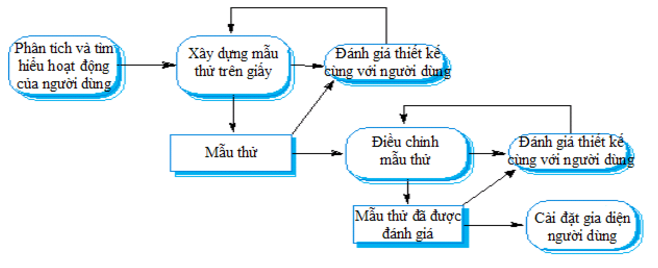 Phân tích và tìm
hiểu hoạt động
của người dùng
Xây dựng mẫu
thử trên giấy
Đánh giá thiết kế
cùng với người dùng
Mẫu thử
Điều chỉnh
mẫu thử
Đánh giá thiết kế
cùng với người dùng
Mẫu thử đã được
đánh giá
Cài đặt gia diện
người dùng